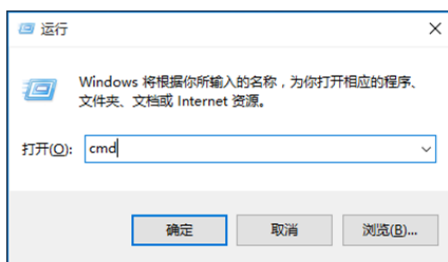 运行
Windows 将根据你所输入的名称，为你打开相应的程序、
文件夹、文档或 Internet 资源。
打开(O): cmd
确定 取消 浏览(B)...